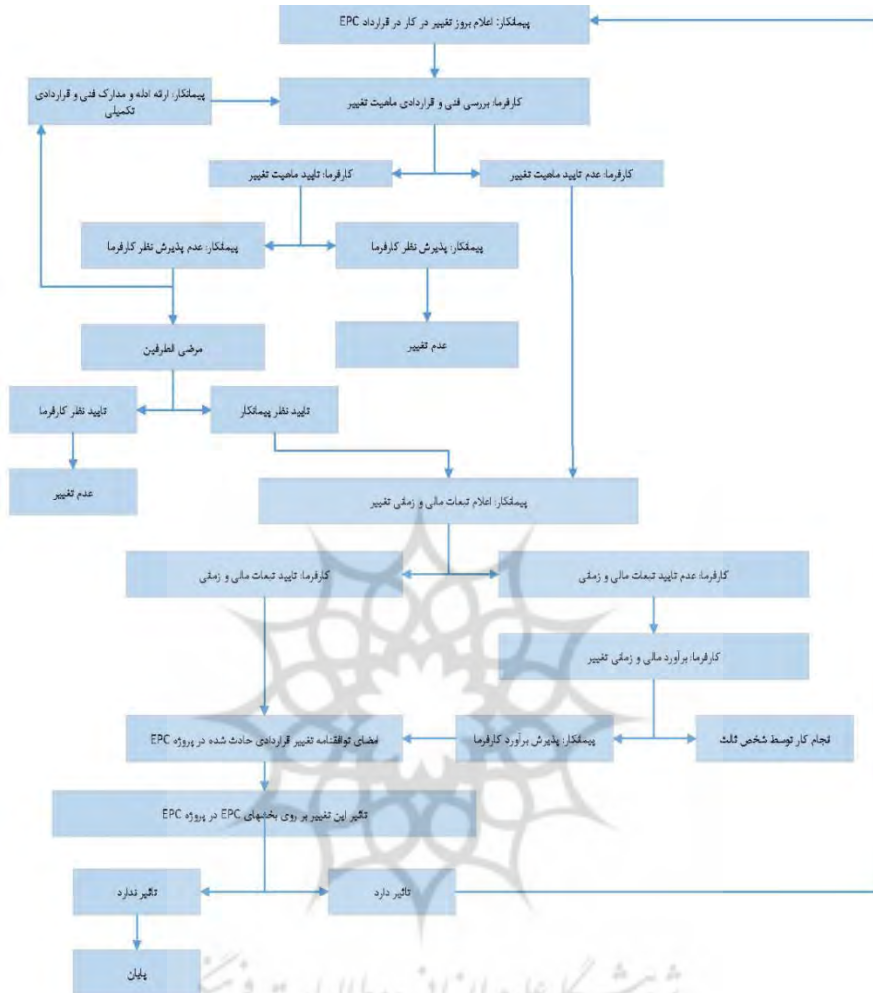 پیمانکار: اعلام بروز تغییر در کار در قرارداد EPC
پیمانکار: ارئه ادله و مدارک فنی و قراردادی
تکمیلی
کارفرما: بررسی فنی و قراردادی ماهیت تغییر
کارفرما: عدم تایید ماهیت تغییر
کارفرما: تایید ماهیت تغییر
پیمانکار: پذیرش نظر کارفرما
پیمانکار: عدم پذیرش نظر کارفرما
عدم تغییر
مرضی الطرفین
تایید نظر پیمانکار
تایید نظر کارفرما
عدم تغییر
پیمانکار: اعلام تبعات مالی و زمانی تغییر
کارفرما: عدم تایید تبعات مالی و زمانی
کارفرما: تایید تبعات مالی و زمانی
کارفرما: برآورد مالی و زمانی تغییر
انجام کار توسط شخص ثالث
پیمانکار: پذیرش برآورد کارفرما
امضای توافقنامه تغییر قراردادی حادث شده در پروژه EPC
تاثیر این تغییر بر روی بخشهای EPC در پروژه EPC
تاثیر دارد
تاثیر ندارد
پایان